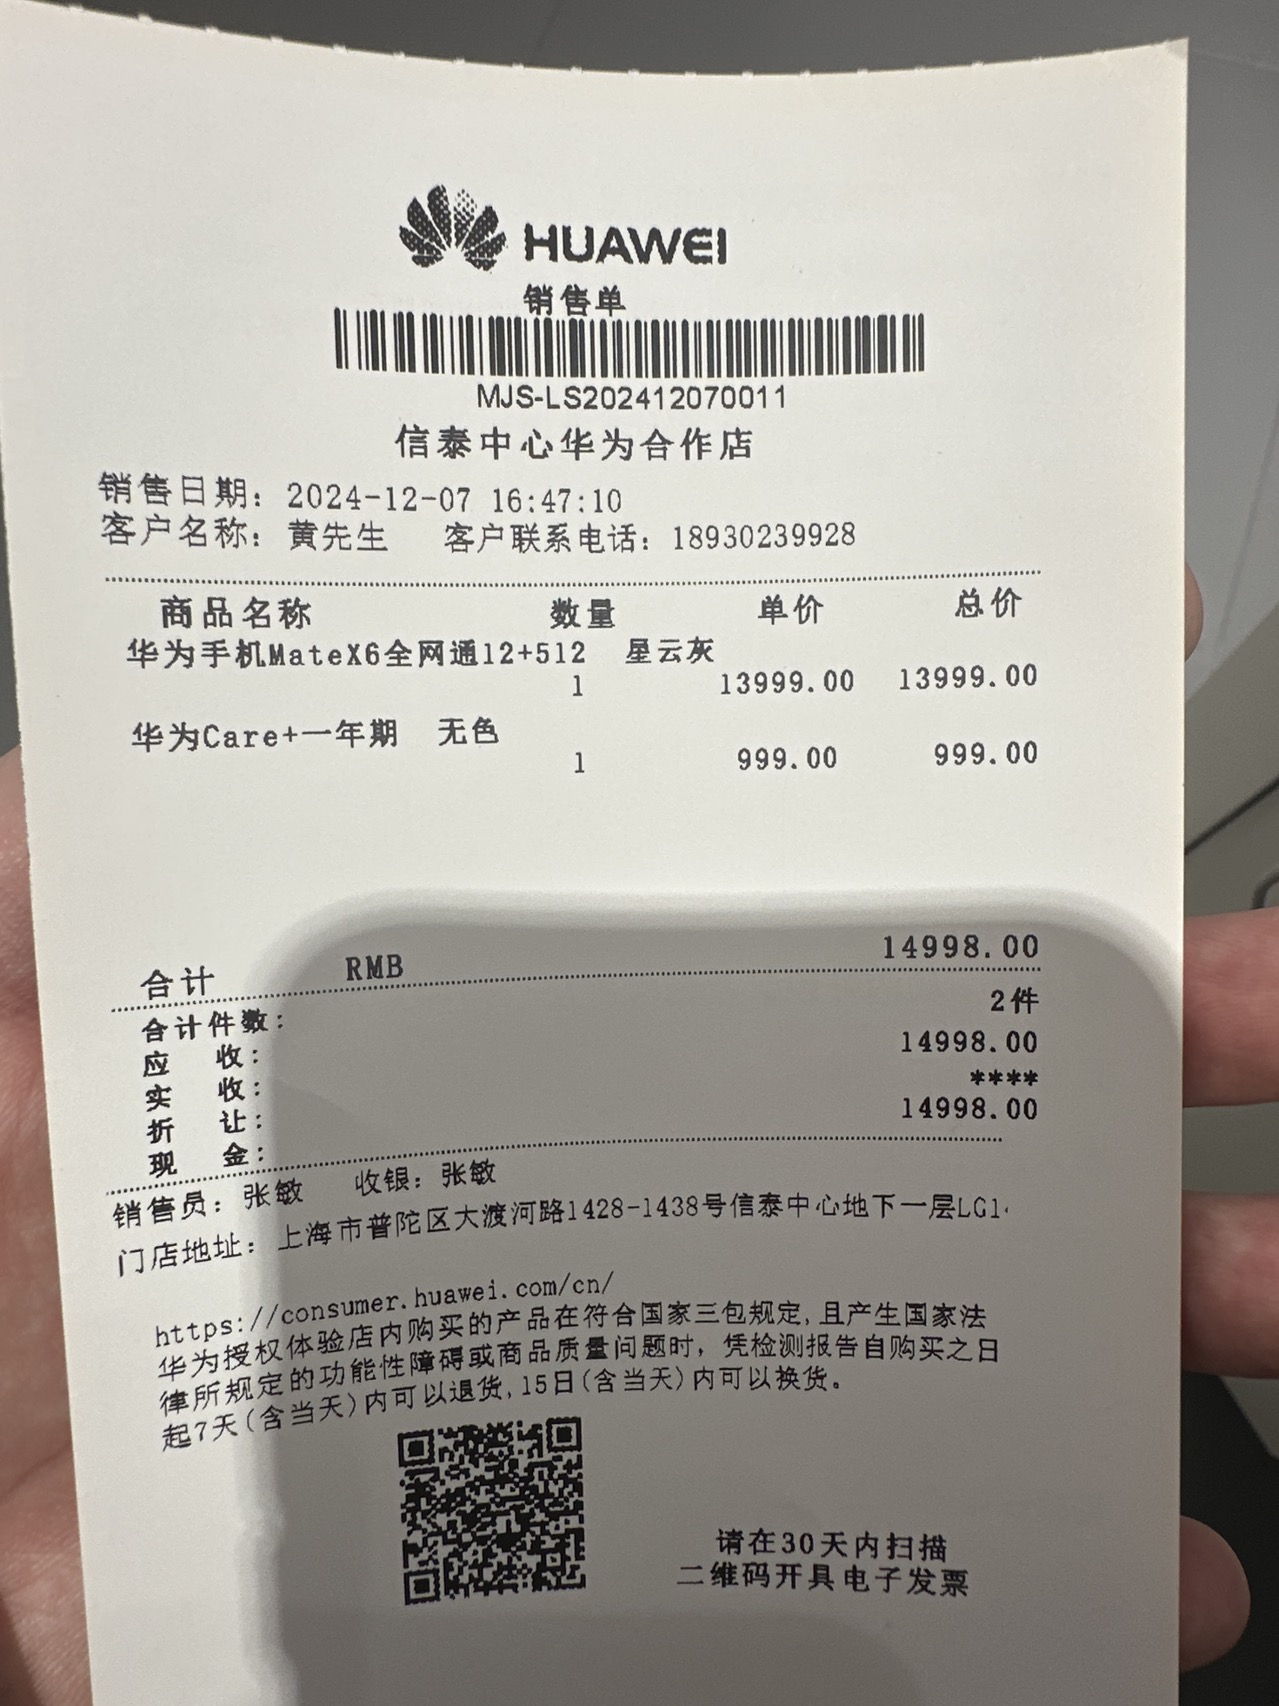 HUAWEI
销售单
MJS-LS202412070011
信泰中心华为合作店
销售日期: 2024-12-07 16:47:10
客户名称: 黄先生 客户联系电话: 18930239928
商品名称 数量 单价 总价
华为手机MateX6全网通12+512 星云灰
1 13999.00 13999.00
华为Care+一年期 无色
1 999.00 999.00
合计 RMB 14998.00
合计件数: 2件
应 收: 14998.00
实 收: ****
折 让: 14998.00
现 金:
销售员: 张敏 收银: 张敏
门店地址: 上海市普陀区大渡河路1428-1438号信泰中心地下一层LG1
https://consumer.huawei.com/cn/
华为授权体验店内购买的产品在符合国家三包规定,且产生国家法
律所规定的功能性障碍或商品质量问题时,凭检测报告自购买之日
起7天(含当天)内可以退货,15日(含当天)内可以换货。
请在30天内扫描
二维码开具电子发票